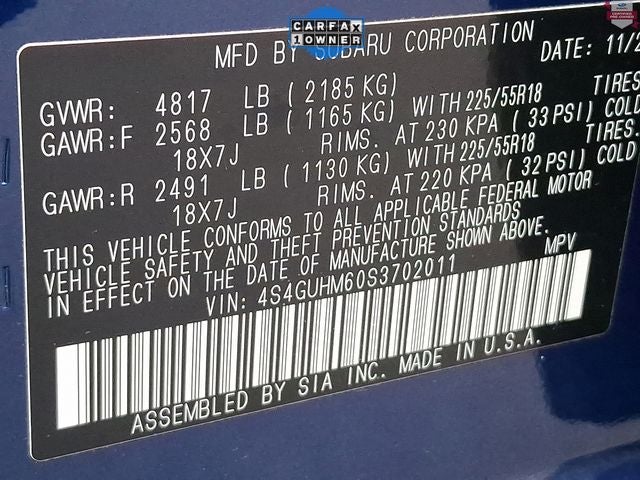 CARFAX
1 OWNER
MFD BY SUBARU CORPORATION DATE: 11/2
GVWR: 4817 LB ( 2185 KG)
GAWR:F 2568 LB ( 1165 KG) WITH 225/55R18 TIRES
18X7J RIMS. AT 230 KPA ( 33 PSI) COLD
GAWR:R 2491 LB ( 1130 KG) WITH 225/55R18 TIRES:
18X7J RIMS. AT 220 KPA ( 32 PSI) COLD
THIS VEHICLE CONFORMS TO ALL APPLICABLE FEDERAL MOTOR
VEHICLE SAFETY AND THEFT PREVENTION STANDARDS
IN EFFECT ON THE DATE OF MANUFACTURE SHOWN ABOVE.
VIN: 4S4GUHM60S3702011 MPV
ASSEMBLED BY SIA INC. MADE IN U.S.A.